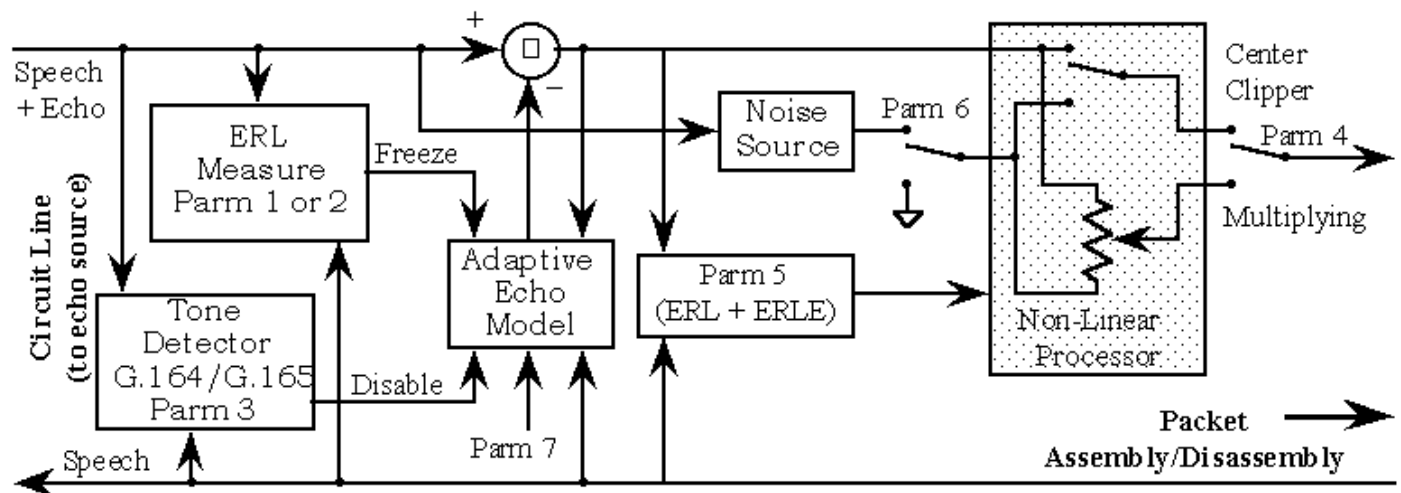 +
Speech
+ Echo
ERL
Measure
Parm 1 or 2
Freeze
−
Noise
Source
Parm 6
Center
Clipper
Parm 4
Multiplying
Circuit Line
(to echo source)
Tone
Detector
G.164/G.165
Parm 3
Disable
Adaptive
Echo
Model
Parm 5
(ERL + ERLE)
Non-Linear
Processor
Parm 7
Speech
Packet
Assembly/Disassembly